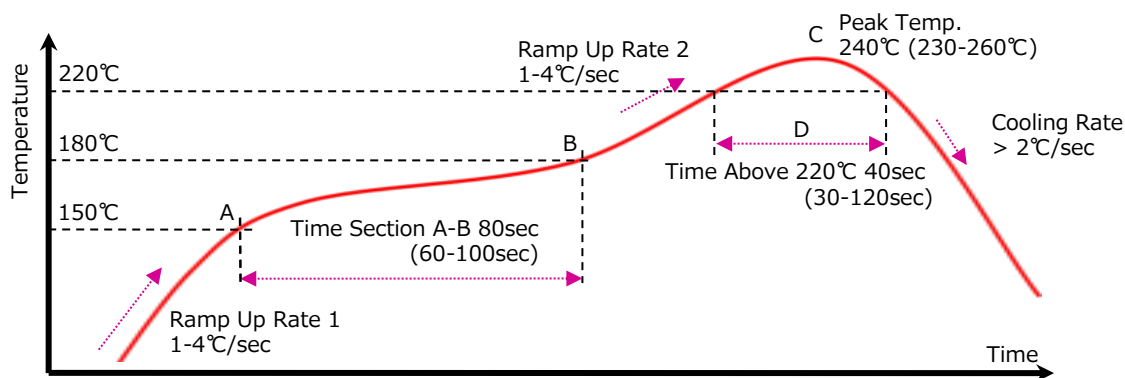 C
Peak Temp.
240℃ (230-260℃)
Ramp Up Rate 2
1-4℃/sec
220℃
Temperature
D
Cooling Rate
> 2℃/sec
B
180℃
Time Above 220℃ 40sec
(30-120sec)
150℃
A
Time Section A-B 80sec
(60-100sec)
Ramp Up Rate 1
1-4℃/sec
Time